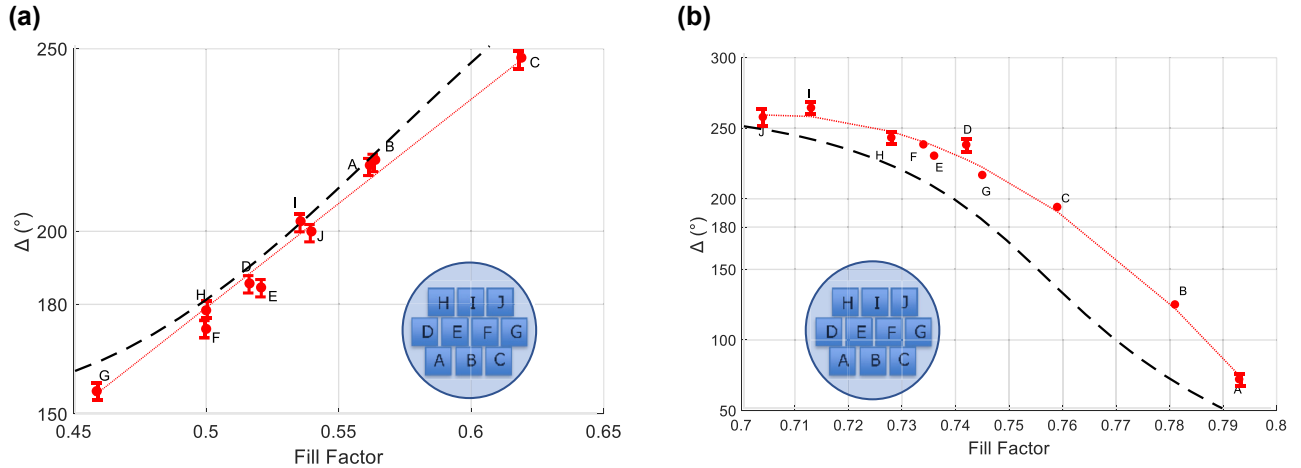 (a)
250
200
180
150
0.45
0.5
0.55
0.6
0.65
Δ (°)
Fill Factor
C
B
A
I
J
D
E
H
F
G
H I J
D E F G
A B C
(b)
300
250
200
180
150
100
50
0.7
0.71
0.72
0.73
0.74
0.75
0.76
0.77
0.78
0.79
0.8
Δ (°)
Fill Factor
I
J
H
F
E
D
G
C
B
A
H I J
D E F G
A B C